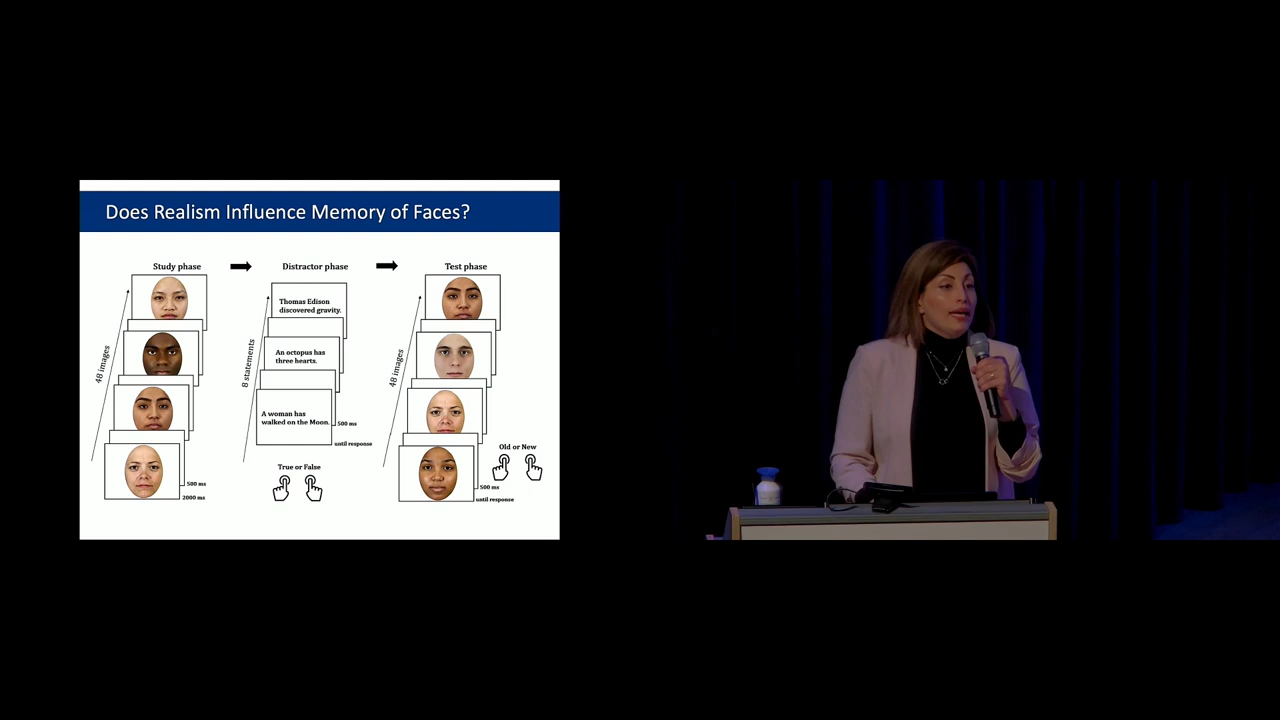 Does Realism Influence Memory of Faces?
Study phase
Distractor phase
Test phase
48 images
500 ms
2000 ms
8 statements
Thomas Edison
discovered gravity.
An octopus has
three hearts.
A woman has
walked on the Moon.
500 ms
until response
True or False
48 images
Old or New
500 ms
until response